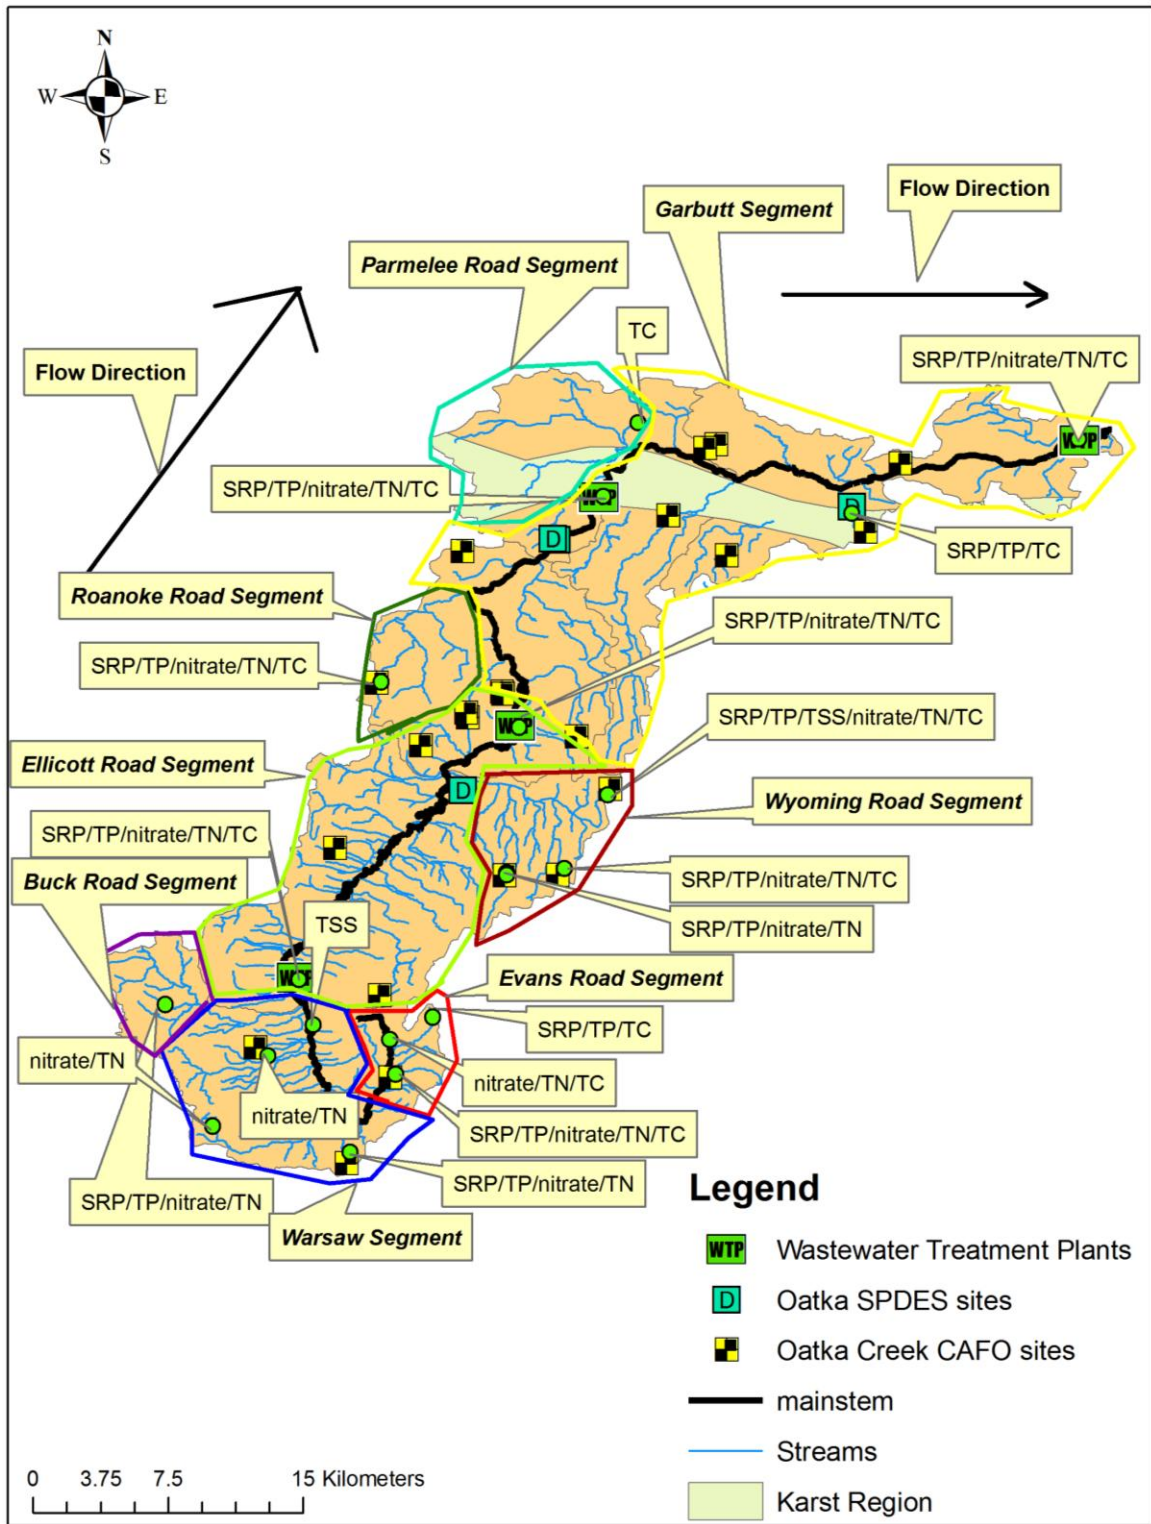 N
W E
S
Flow Direction
Garbutt Segment
Parmelee Road Segment
TC
SRP/TP/nitrate/TN/TC
Flow Direction
SRP/TP/nitrate/TN/TC
WTP
WTP
D
D
SRP/TP/TC
Roanoke Road Segment
SRP/TP/nitrate/TN/TC
SRP/TP/nitrate/TN/TC
SRP/TP/TSS/nitrate/TN/TC
WTP
Ellicott Road Segment
D
Wyoming Road Segment
SRP/TP/nitrate/TN/TC
Buck Road Segment
SRP/TP/nitrate/TN/TC
TSS
SRP/TP/nitrate/TN
WTP
Evans Road Segment
SRP/TP/TC
nitrate/TN
nitrate/TN/TC
nitrate/TN
SRP/TP/nitrate/TN/TC
SRP/TP/nitrate/TN
SRP/TP/nitrate/TN
Warsaw Segment
Legend
WTP Wastewater Treatment Plants
D Oatka SPDES sites
Oatka Creek CAFO sites
mainstem
Streams
Karst Region
0 3.75 7.5 15 Kilometers